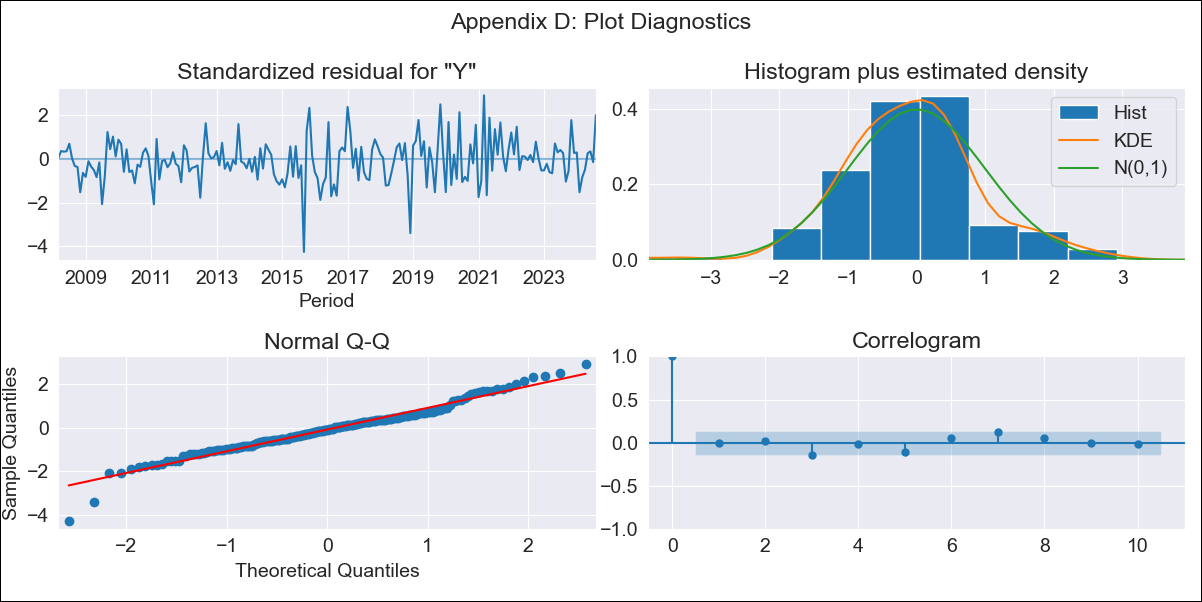 Appendix D: Plot Diagnostics
Standardized residual for "Y"
2
0
−2
−4
2009 2011 2013 2015 2017 2019 2021 2023
Period
Histogram plus estimated density
0.4
0.2
0.0
−3 −2 −1 0 1 2 3
Hist
KDE
N(0,1)
Normal Q-Q
Sample Quantiles
2
0
−2
−4
−2 −1 0 1 2
Theoretical Quantiles
Correlogram
1.0
0.5
0.0
−0.5
−1.0
0 2 4 6 8 10